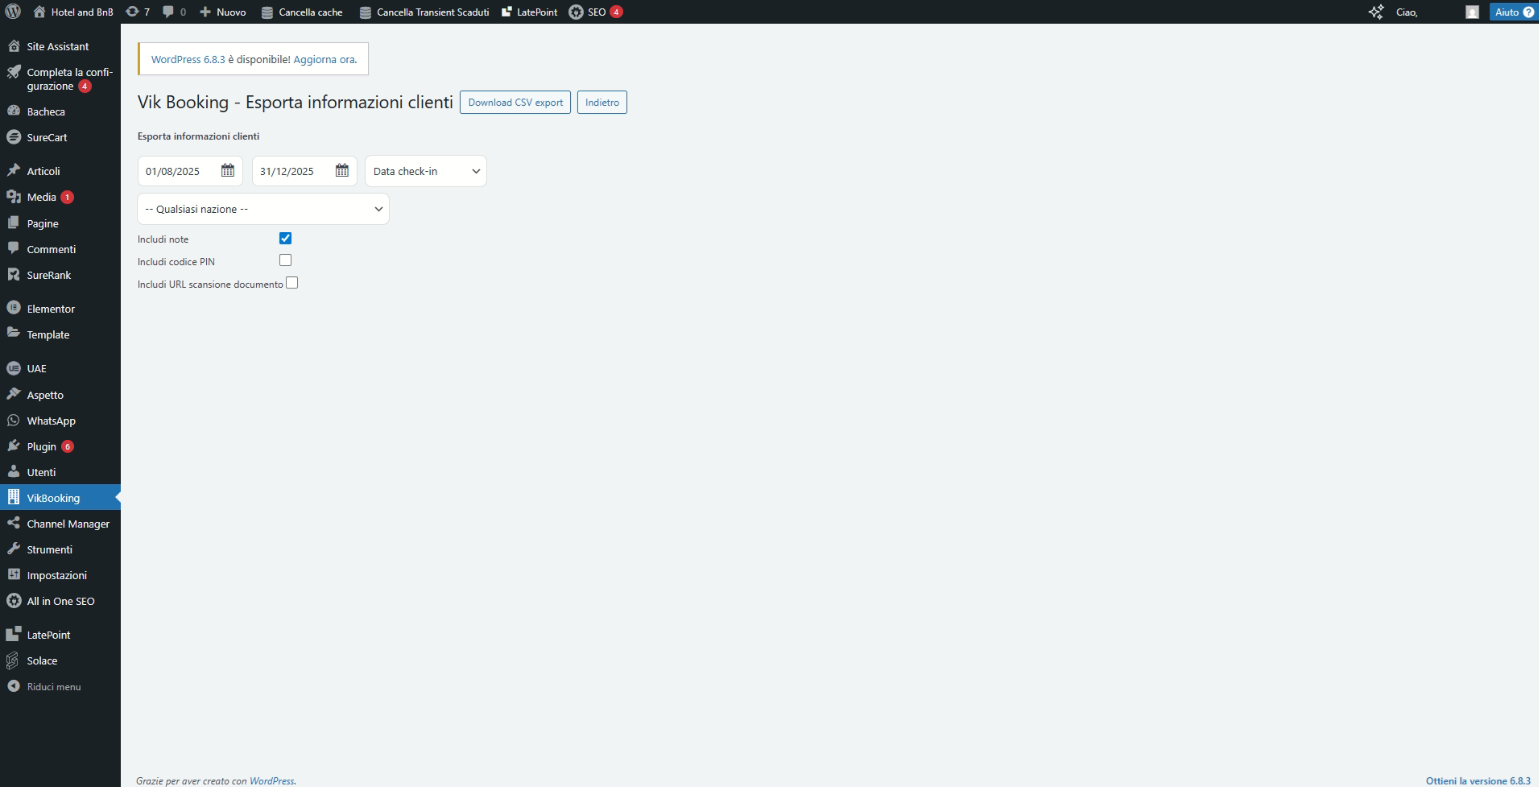 Hotel and BnB
7
0
Nuovo
Cancella cache
Cancella Transient Scaduti
LatePoint
SEO 4
Ciao,
Aiuto ?
Site Assistant
Completa la confi-
gurazione 4
Bacheca
SureCart
Articoli
Media 1
Pagine
Commenti
SureRank
Elementor
Template
UAE
Aspetto
WhatsApp
Plugin 6
Utenti
VikBooking
Channel Manager
Strumenti
Impostazioni
All in One SEO
LatePoint
Solace
Riduci menu
WordPress 6.8.3 è disponibile! Aggiorna ora.
Vik Booking - Esporta informazioni clienti
Download CSV export
Indietro
Esporta informazioni clienti
01/08/2025
31/12/2025
Data check-in
-- Qualsiasi nazione --
Includi note
Includi codice PIN
Includi URL scansione documento
Grazie per aver creato con WordPress.
Ottieni la versione 6.8.3